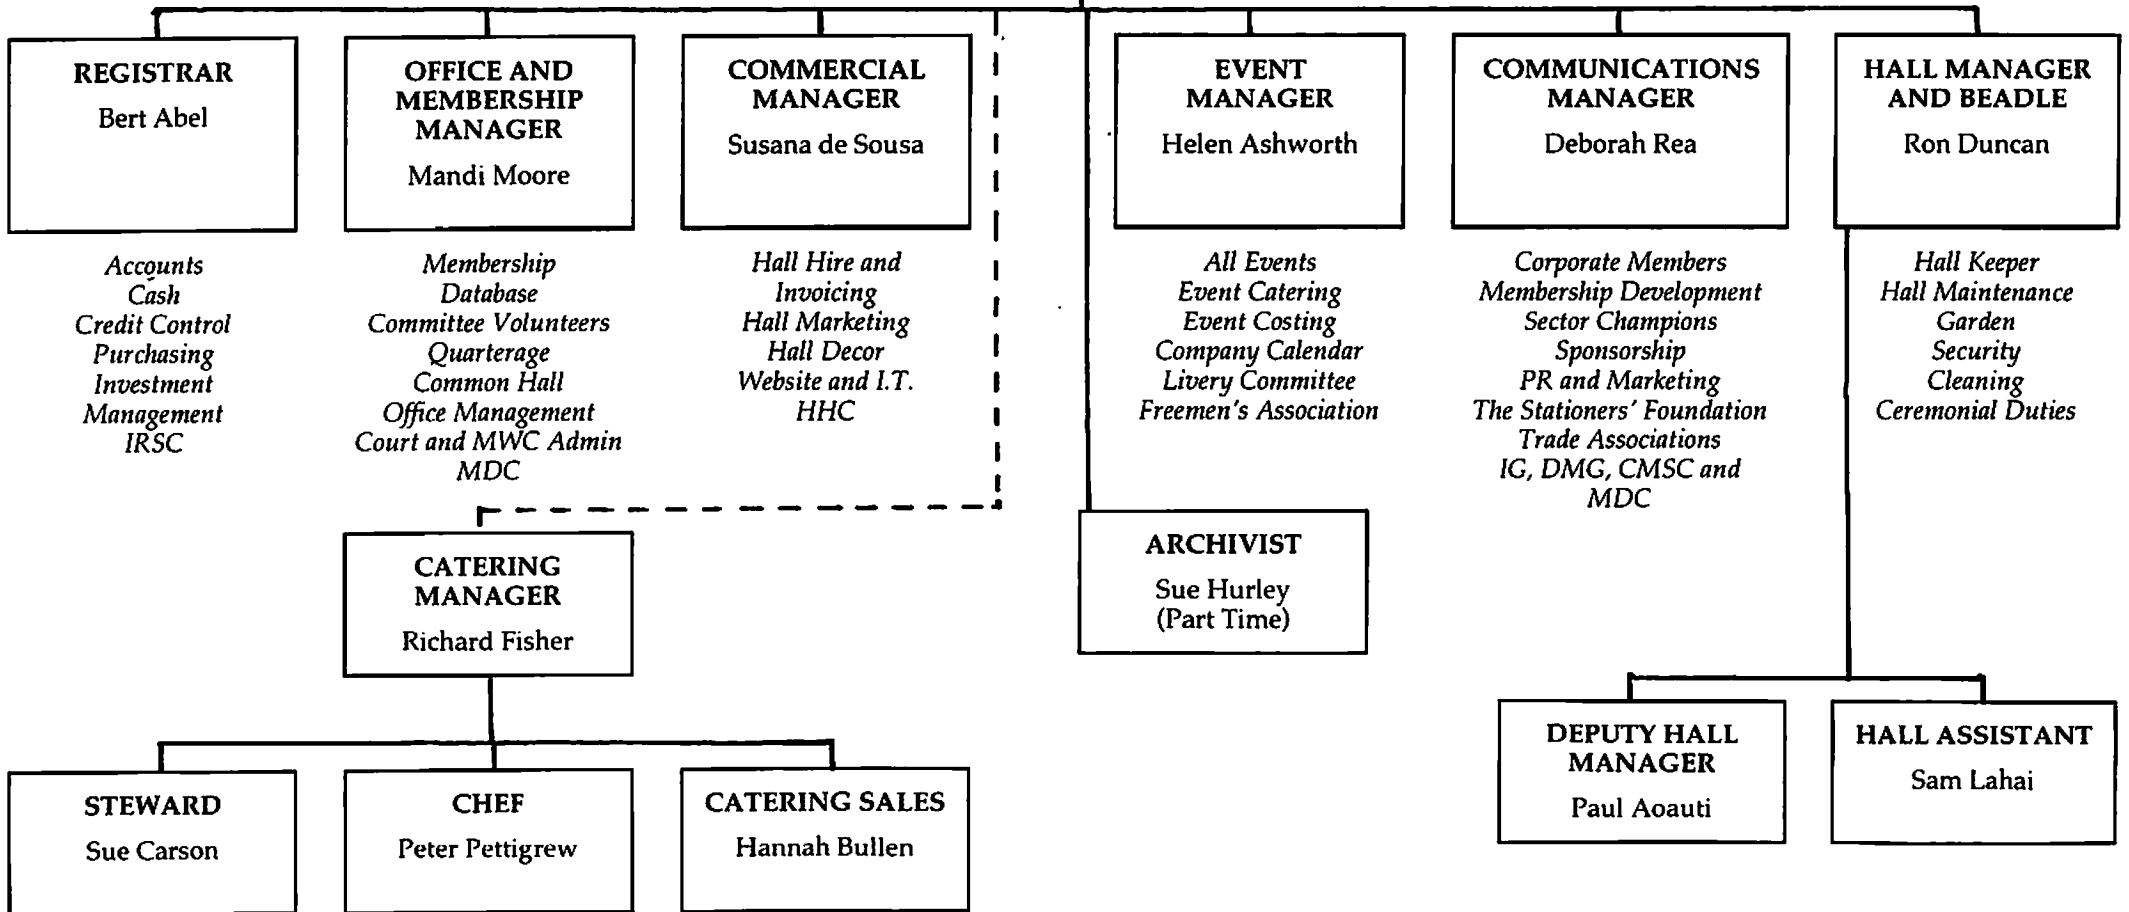 REGISTRAR
Bert Abel
OFFICE AND
MEMBERSHIP
MANAGER
Mandi Moore
COMMERCIAL
MANAGER
Susana de Sousa
EVENT
MANAGER
Helen Ashworth
COMMUNICATIONS
MANAGER
Deborah Rea
HALL MANAGER
AND BEADLE
Ron Duncan
Accounts
Cash
Credit Control
Purchasing
Investment
Management
IRSC
Membership
Database
Committee Volunteers
Quarterage
Common Hall
Office Management
Court and MWC Admin
MDC
Hall Hire and
Invoicing
Hall Marketing
Hall Decor
Website and I.T.
HHC
All Events
Event Catering
Event Costing
Company Calendar
Livery Committee
Freemen's Association
Corporate Members
Membership Development
Sector Champions
Sponsorship
PR and Marketing
The Stationers' Foundation
Trade Associations
IG, DMG, CMSC and
MDC
Hall Keeper
Hall Maintenance
Garden
Security
Cleaning
Ceremonial Duties
CATERING
MANAGER
Richard Fisher
ARCHIVIST
Sue Hurley
(Part Time)
STEWARD
Sue Carson
CHEF
Peter Pettigrew
CATERING SALES
Hannah Bullen
DEPUTY HALL
MANAGER
Paul Aoauti
HALL ASSISTANT
Sam Lahai